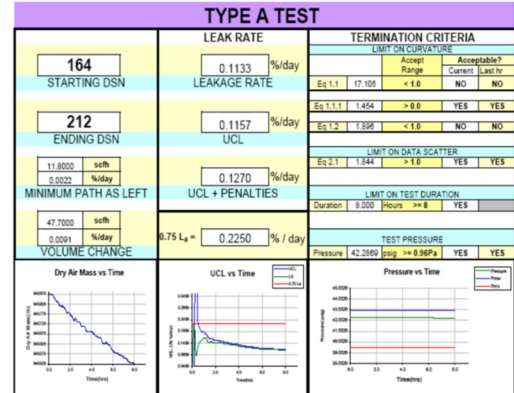 TYPE A TEST
LEAK RATE
TERMINATION CRITERIA
LIMIT ON CURVATURE
Accept Range
Acceptable?
Current Last hr
164
STARTING DSN
0.1133 %/day
LEAKAGE RATE
Eq 1.1 17.106 < 1.0 NO NO
Eq 1.1.1 1.454 > 0.0 YES YES
212
ENDING DSN
0.1157 %/day
UCL
Eq 1.2 1.896 < 1.0 NO NO
LIMIT ON DATA SCATTER
Eq 2.1 1.844 > 1.0 YES YES
11.8000 scfh
0.0022 %/day
MINIMUM PATH AS LEFT
0.1270 %/day
UCL + PENALTIES
LIMIT ON TEST DURATION
Duration 8.000 Hours >= 8 YES
47.7000 scfh
0.0091 %/day
VOLUME CHANGE
0.75 La = 0.2250 % / day
TEST PRESSURE
Pressure 42.2869 psig >= 0.96Pa YES YES
Dry Air Mass vs Time
UCL vs Time
Pressure vs Time
Time(hrs)
Time(hrs)
Time(hrs)